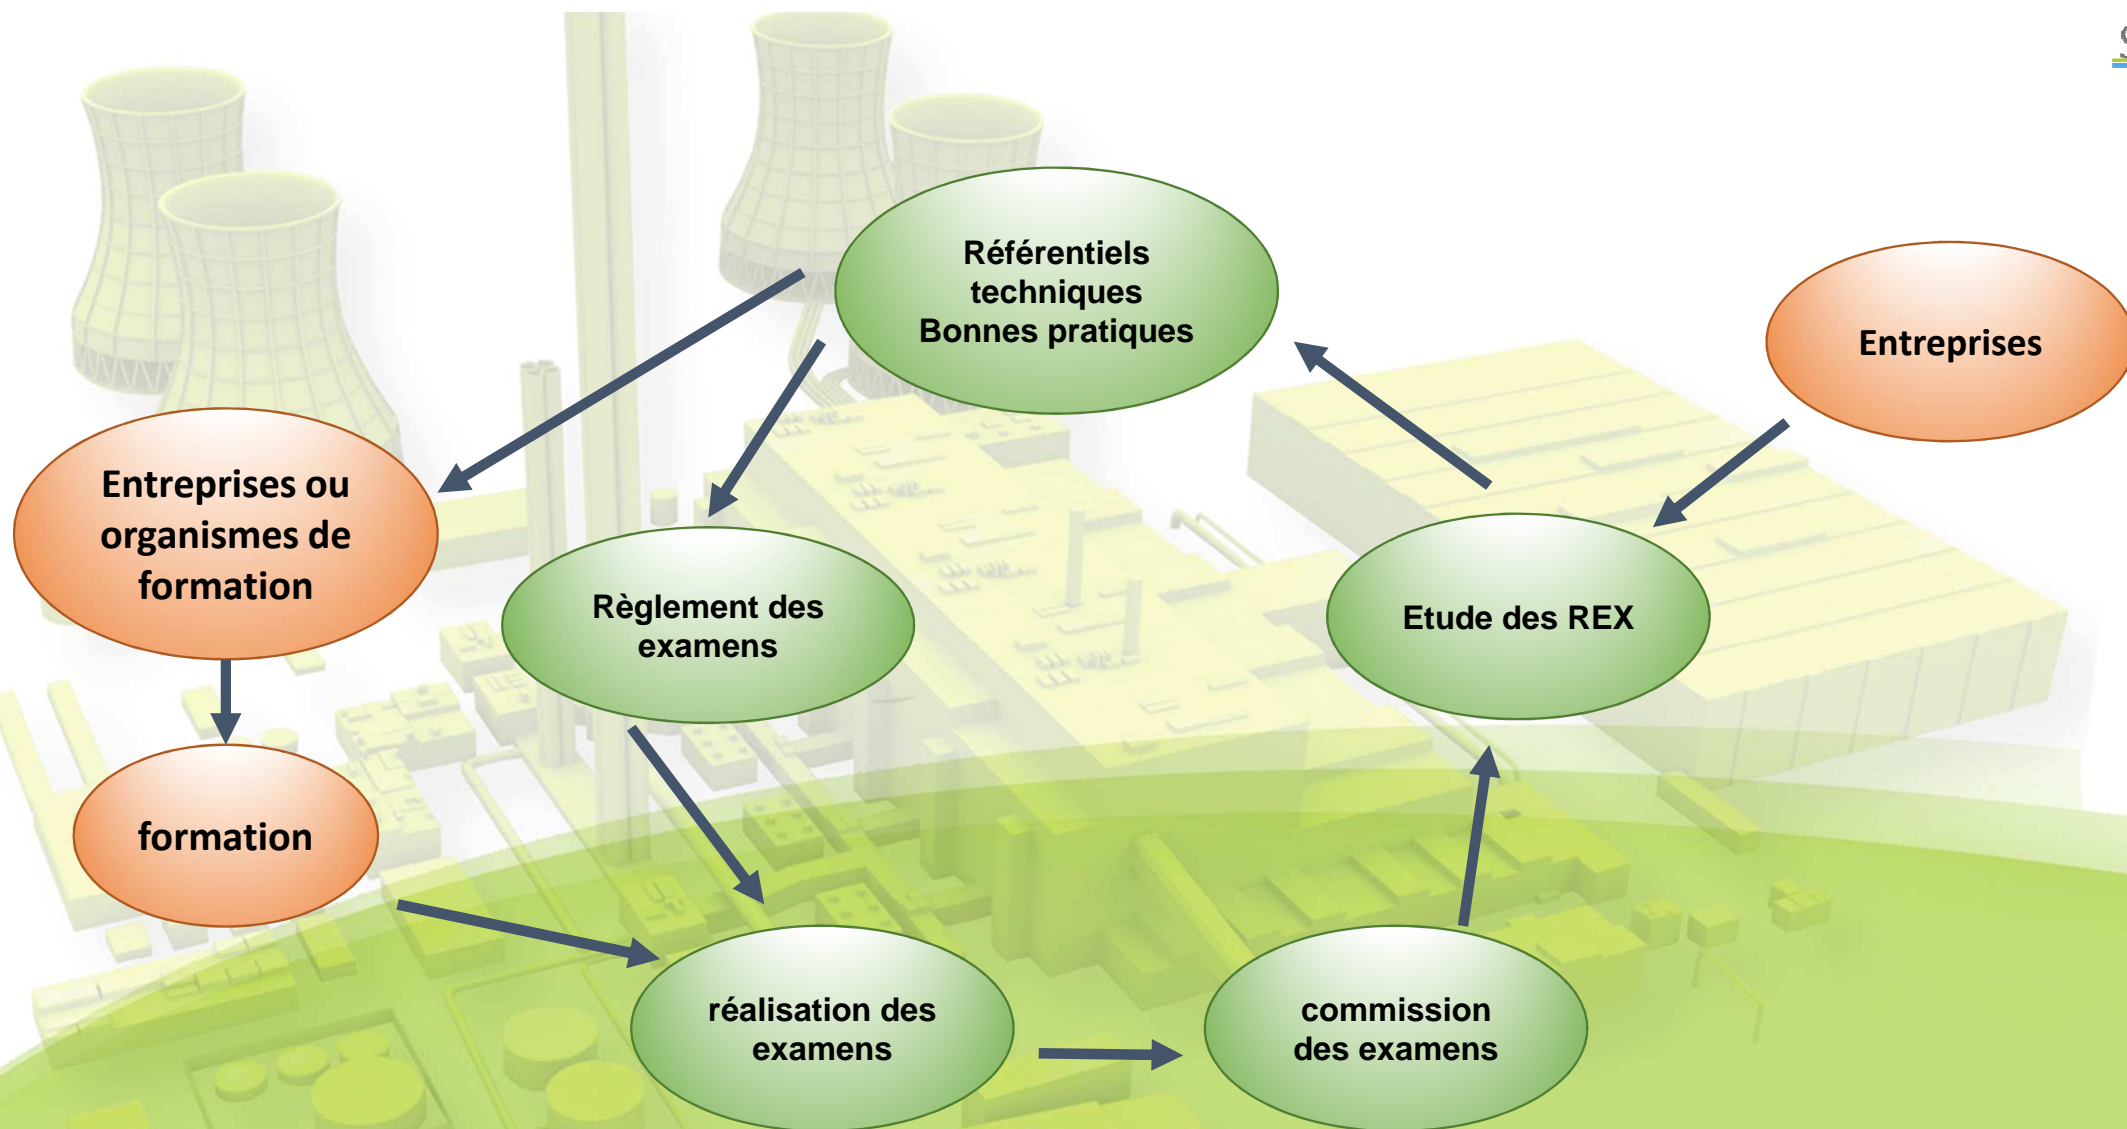 Référentiels
techniques
Bonnes pratiques
Entreprises
Entreprises ou
organismes de
formation
Règlement des
examens
Etude des REX
formation
réalisation des
examens
commission
des examens